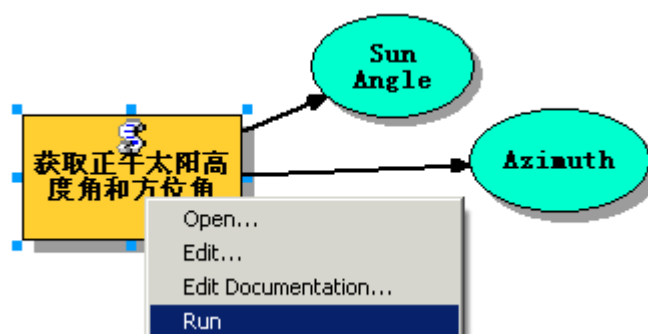 Sun
Angle
获取正午太阳高
度角和方位角
Azimuth
Open...
Edit...
Edit Documentation...
Run